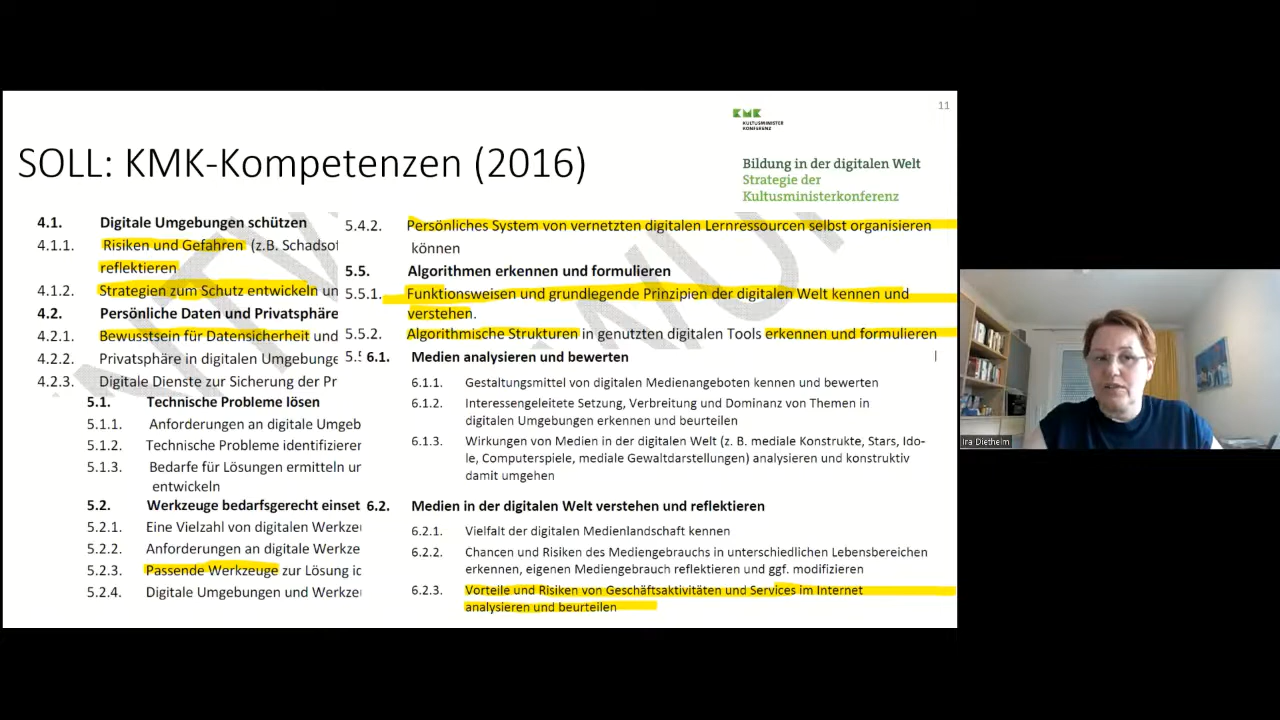 11
KMK
KULTUSMINISTER
KONFERENZ
SOLL: KMK-Kompetenzen (2016)
Bildung in der digitalen Welt
Strategie der
Kultusministerkonferenz
4.1. Digitale Umgebungen schützen
4.1.1. Risiken und Gefahren (z.B. Schadsof
reflektieren
4.1.2. Strategien zum Schutz entwickeln un
4.2. Persönliche Daten und Privatsphäre
4.2.1. Bewusstsein für Datensicherheit und
4.2.2. Privatsphäre in digitalen Umgebunge
4.2.3. Digitale Dienste zur Sicherung der Pr
5.1. Technische Probleme lösen
5.1.1. Anforderungen an digitale Umgeb
5.1.2. Technische Probleme identifizieren
5.1.3. Bedarfe für Lösungen ermitteln un
entwickeln
5.2. Werkzeuge bedarfsgerecht einset
5.2.1. Eine Vielzahl von digitalen Werkze
5.2.2. Anforderungen an digitale Werkze
5.2.3. Passende Werkzeuge zur Lösung id
5.2.4. Digitale Umgebungen und Werkze
5.4.2. Persönliches System von vernetzten digitalen Lernressourcen selbst organisieren
können
5.5. Algorithmen erkennen und formulieren
5.5.1. Funktionsweisen und grundlegende Prinzipien der digitalen Welt kennen und
verstehen.
5.5.2. Algorithmische Strukturen in genutzten digitalen Tools erkennen und formulieren
5.5
6.1. Medien analysieren und bewerten
6.1.1. Gestaltungsmittel von digitalen Medienangeboten kennen und bewerten
6.1.2. Interessengeleitete Setzung, Verbreitung und Dominanz von Themen in
digitalen Umgebungen erkennen und beurteilen
6.1.3. Wirkungen von Medien in der digitalen Welt (z. B. mediale Konstrukte, Stars, Ido-
le, Computerspiele, mediale Gewaltdarstellungen) analysieren und konstruktiv
damit umgehen
6.2. Medien in der digitalen Welt verstehen und reflektieren
6.2.1. Vielfalt der digitalen Medienlandschaft kennen
6.2.2. Chancen und Risiken des Mediengebrauchs in unterschiedlichen Lebensbereichen
erkennen, eigenen Mediengebrauch reflektieren und ggf. modifizieren
6.2.3. Vorteile und Risiken von Geschäftsaktivitäten und Services im Internet
analysieren und beurteilen
Ira Diethelm